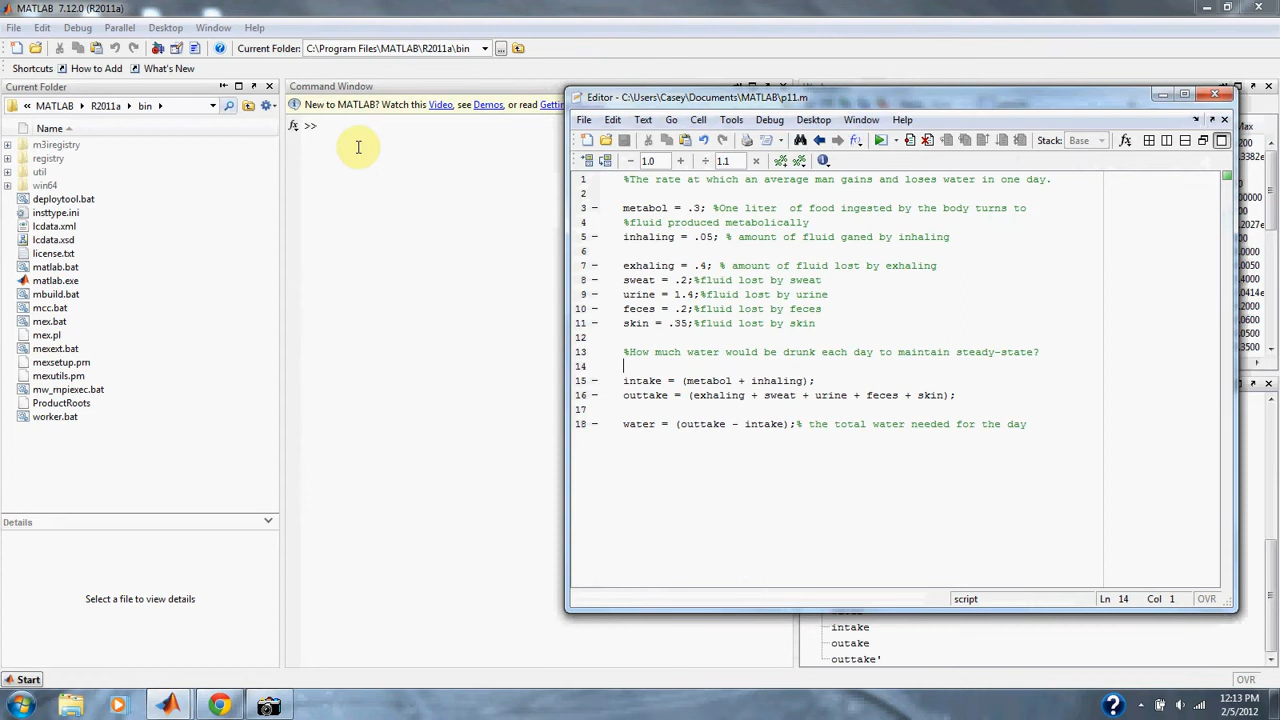 MATLAB 7.12.0 (R2011a)
File Edit Debug Parallel Desktop Window Help
Current Folder: C:\Program Files\MATLAB\R2011a\bin
Shortcuts How to Add What's New
Current Folder
MATLAB R2011a bin
Name
m3iregistry
registry
util
win64
deploytool.bat
insttype.ini
lcdata.xml
lcdata.xsd
license.txt
matlab.bat
matlab.exe
mbuild.bat
mcc.bat
mex.bat
mex.pl
mexext.bat
mexsetup.pm
mexutils.pm
mw_mpiexec.bat
ProductRoots
worker.bat
Details
Select a file to view details
Command Window
New to MATLAB? Watch this Video, see Demos, or read
fx >>
Editor - C:\Users\Casey\Documents\MATLAB\p11.m
File Edit Text Go Cell Tools Debug Desktop Window Help
Stack: Base
1.0 1.1
1 %The rate at which an average man gains and loses water in one day.
2
3 metabol = .3; %One liter of food ingested by the body turns to
4 %fluid produced metabolically
5 inhaling = .05; % amount of fluid ganed by inhaling
6
7 exhaling = .4; % amount of fluid lost by exhaling
8 sweat = .2;%fluid lost by sweat
9 urine = 1.4;%fluid lost by urine
10 feces = .2;%fluid lost by feces
11 skin = .35;%fluid lost by skin
12
13 %How much water would be drunk each day to maintain steady-state?
14
15 intake = (metabol + inhaling);
16 outtake = (exhaling + sweat + urine + feces + skin);
17
18 water = (outtake - intake);% the total water needed for the day
script Ln 14 Col 1 OVR
intake
outake
outtake'
Start
OVR
12:13 PM
2/5/2012